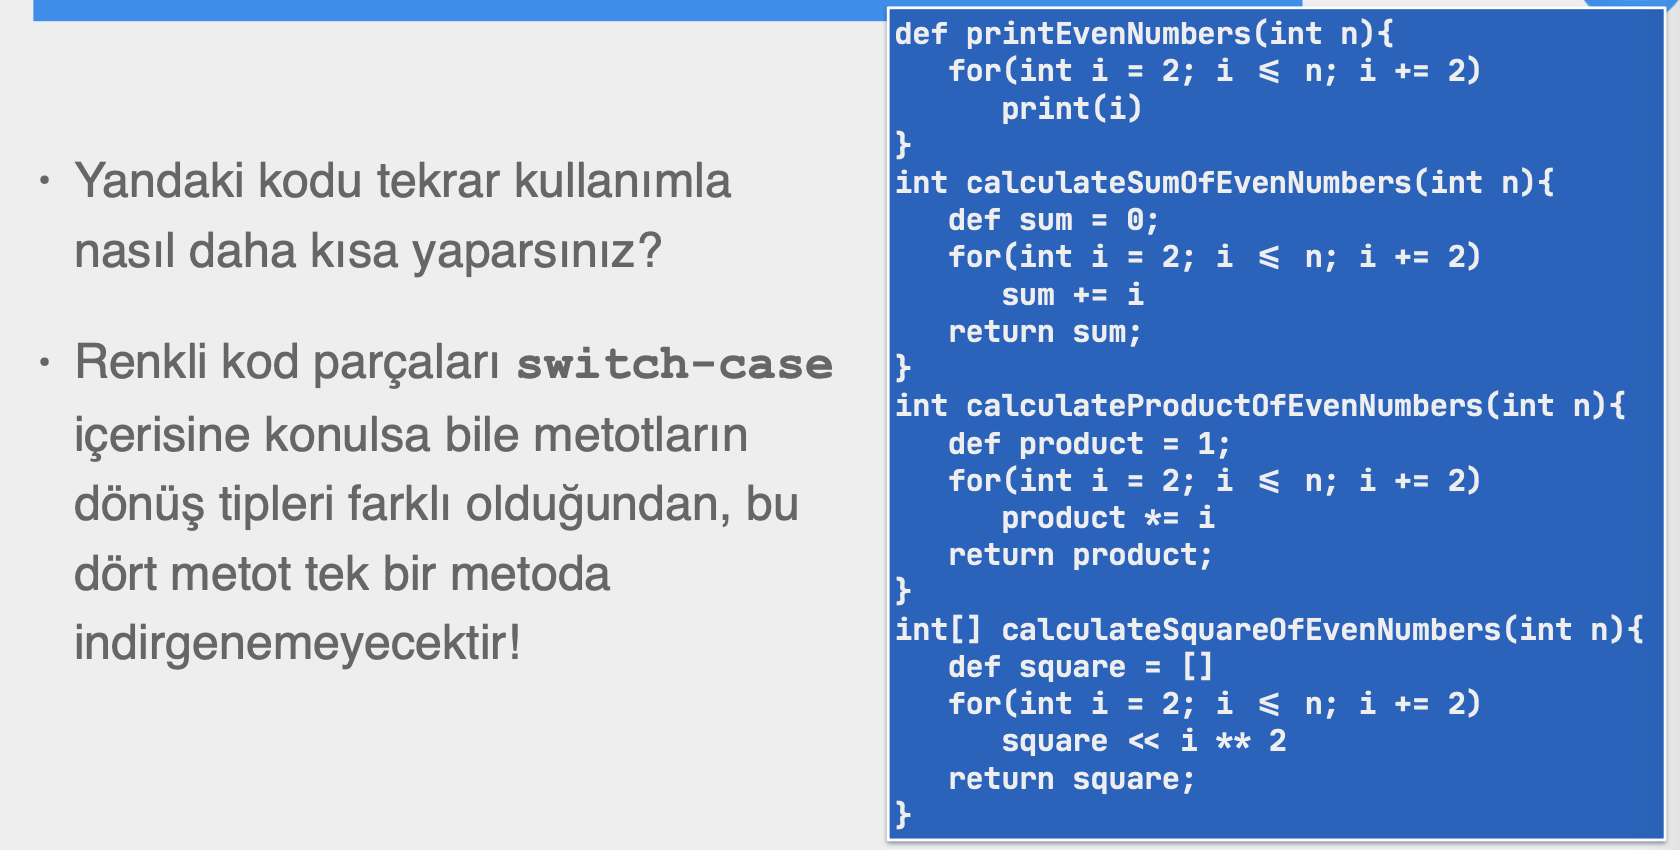 • Yandaki kodu tekrar kullanımla
nasıl daha kısa yaparsınız?
• Renkli kod parçaları switch-case
içerisine konulsa bile metotların
dönüş tipleri farklı olduğundan, bu
dört metot tek bir metoda
indirgenemeyecektir!
def printEvenNumbers(int n){
   for(int i = 2; i ⩽ n; i += 2)
      print(i)
}
int calculateSumOfEvenNumbers(int n){
   def sum = 0;
   for(int i = 2; i ⩽ n; i += 2)
      sum += i
   return sum;
}
int calculateProductOfEvenNumbers(int n){
   def product = 1;
   for(int i = 2; i ⩽ n; i += 2)
      product *= i
   return product;
}
int[] calculateSquareOfEvenNumbers(int n){
   def square = []
   for(int i = 2; i ⩽ n; i += 2)
      square << i ** 2
   return square;
}